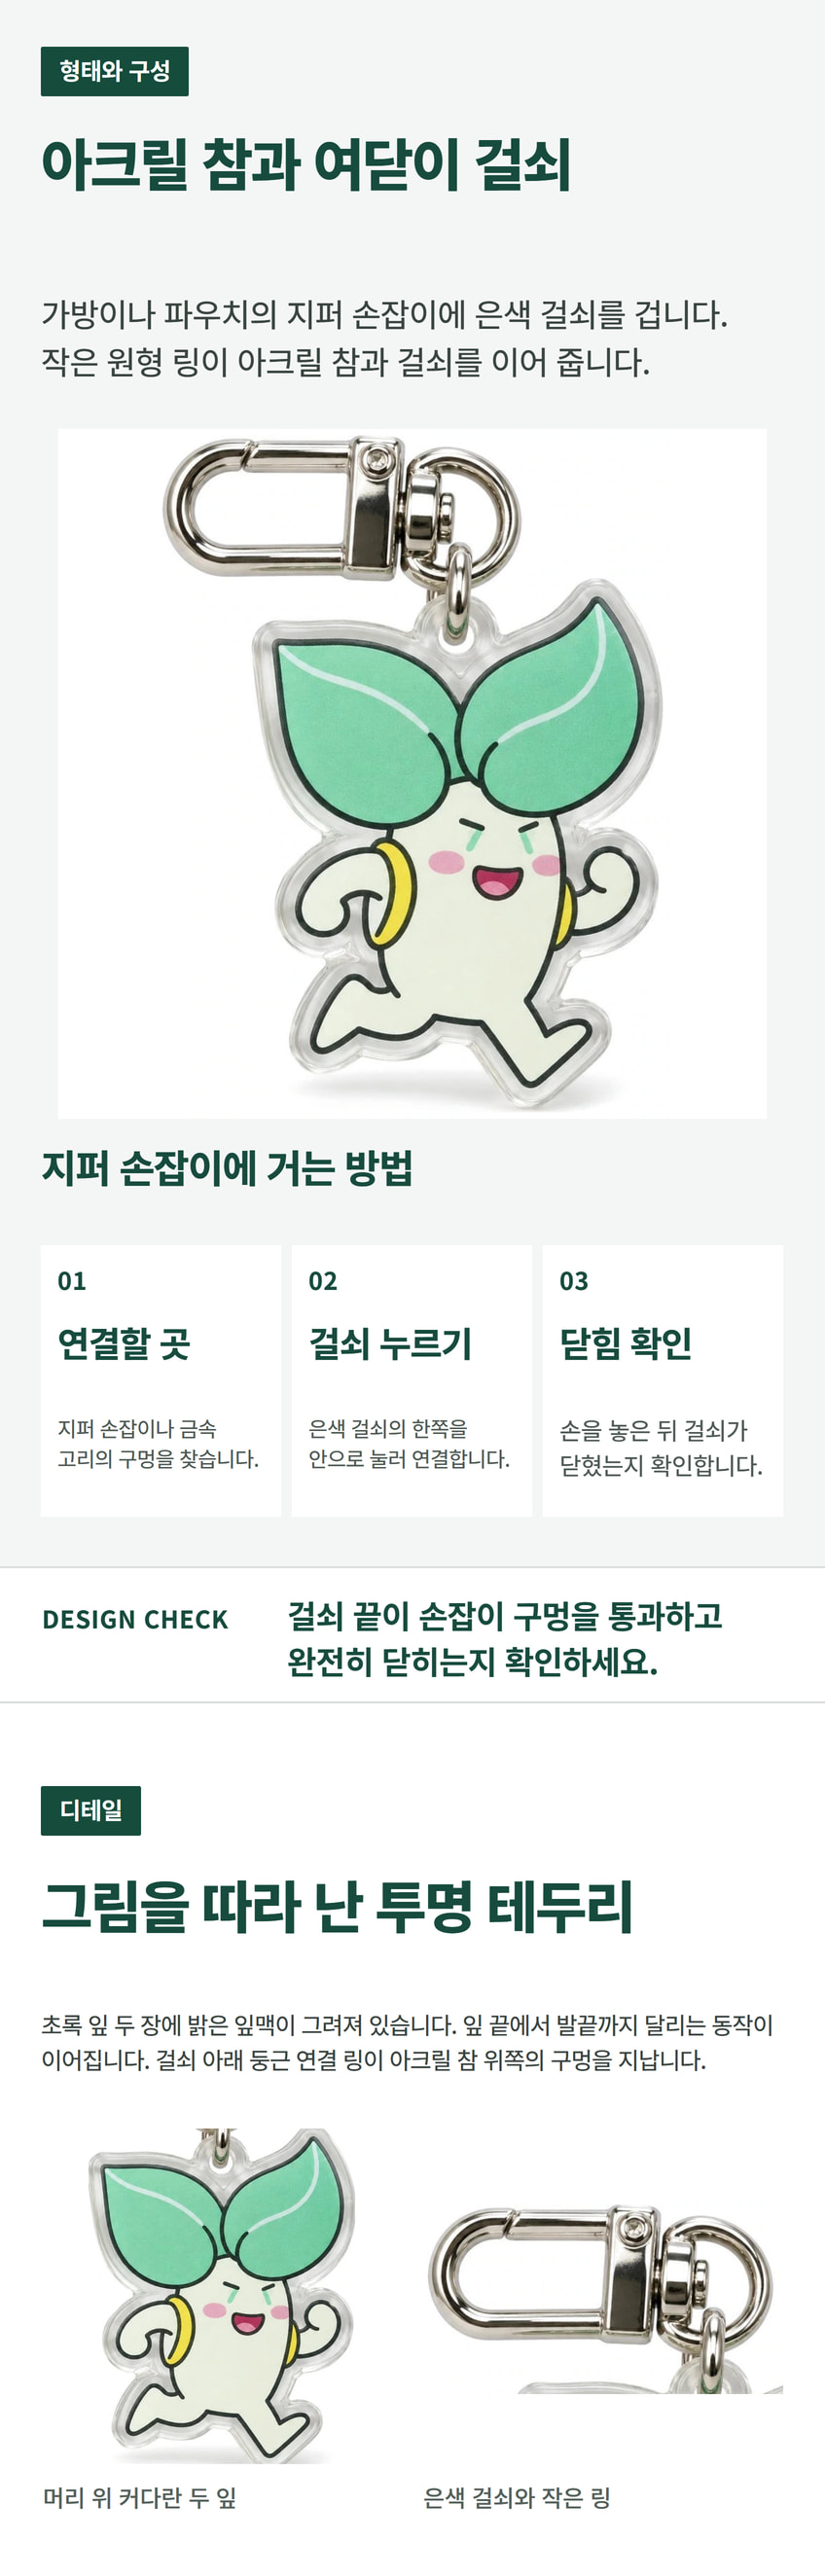 형태와 구성
아크릴 참과 여닫이 걸쇠
가방이나 파우치의 지퍼 손잡이에 은색 걸쇠를 겁니다.
작은 원형 링이 아크릴 참과 걸쇠를 이어 줍니다.
지퍼 손잡이에 거는 방법
01
연결할 곳
지퍼 손잡이나 금속
고리의 구멍을 찾습니다.
02
걸쇠 누르기
은색 걸쇠의 한쪽을
안으로 눌러 연결합니다.
03
닫힘 확인
손을 놓은 뒤 걸쇠가
닫혔는지 확인합니다.
DESIGN CHECK
걸쇠 끝이 손잡이 구멍을 통과하고
완전히 닫히는지 확인하세요.
디테일
그림을 따라 난 투명 테두리
초록 잎 두 장에 밝은 잎맥이 그려져 있습니다. 잎 끝에서 발끝까지 달리는 동작이
이어집니다. 걸쇠 아래 둥근 연결 링이 아크릴 참 위쪽의 구멍을 지납니다.
머리 위 커다란 두 잎
은색 걸쇠와 작은 링